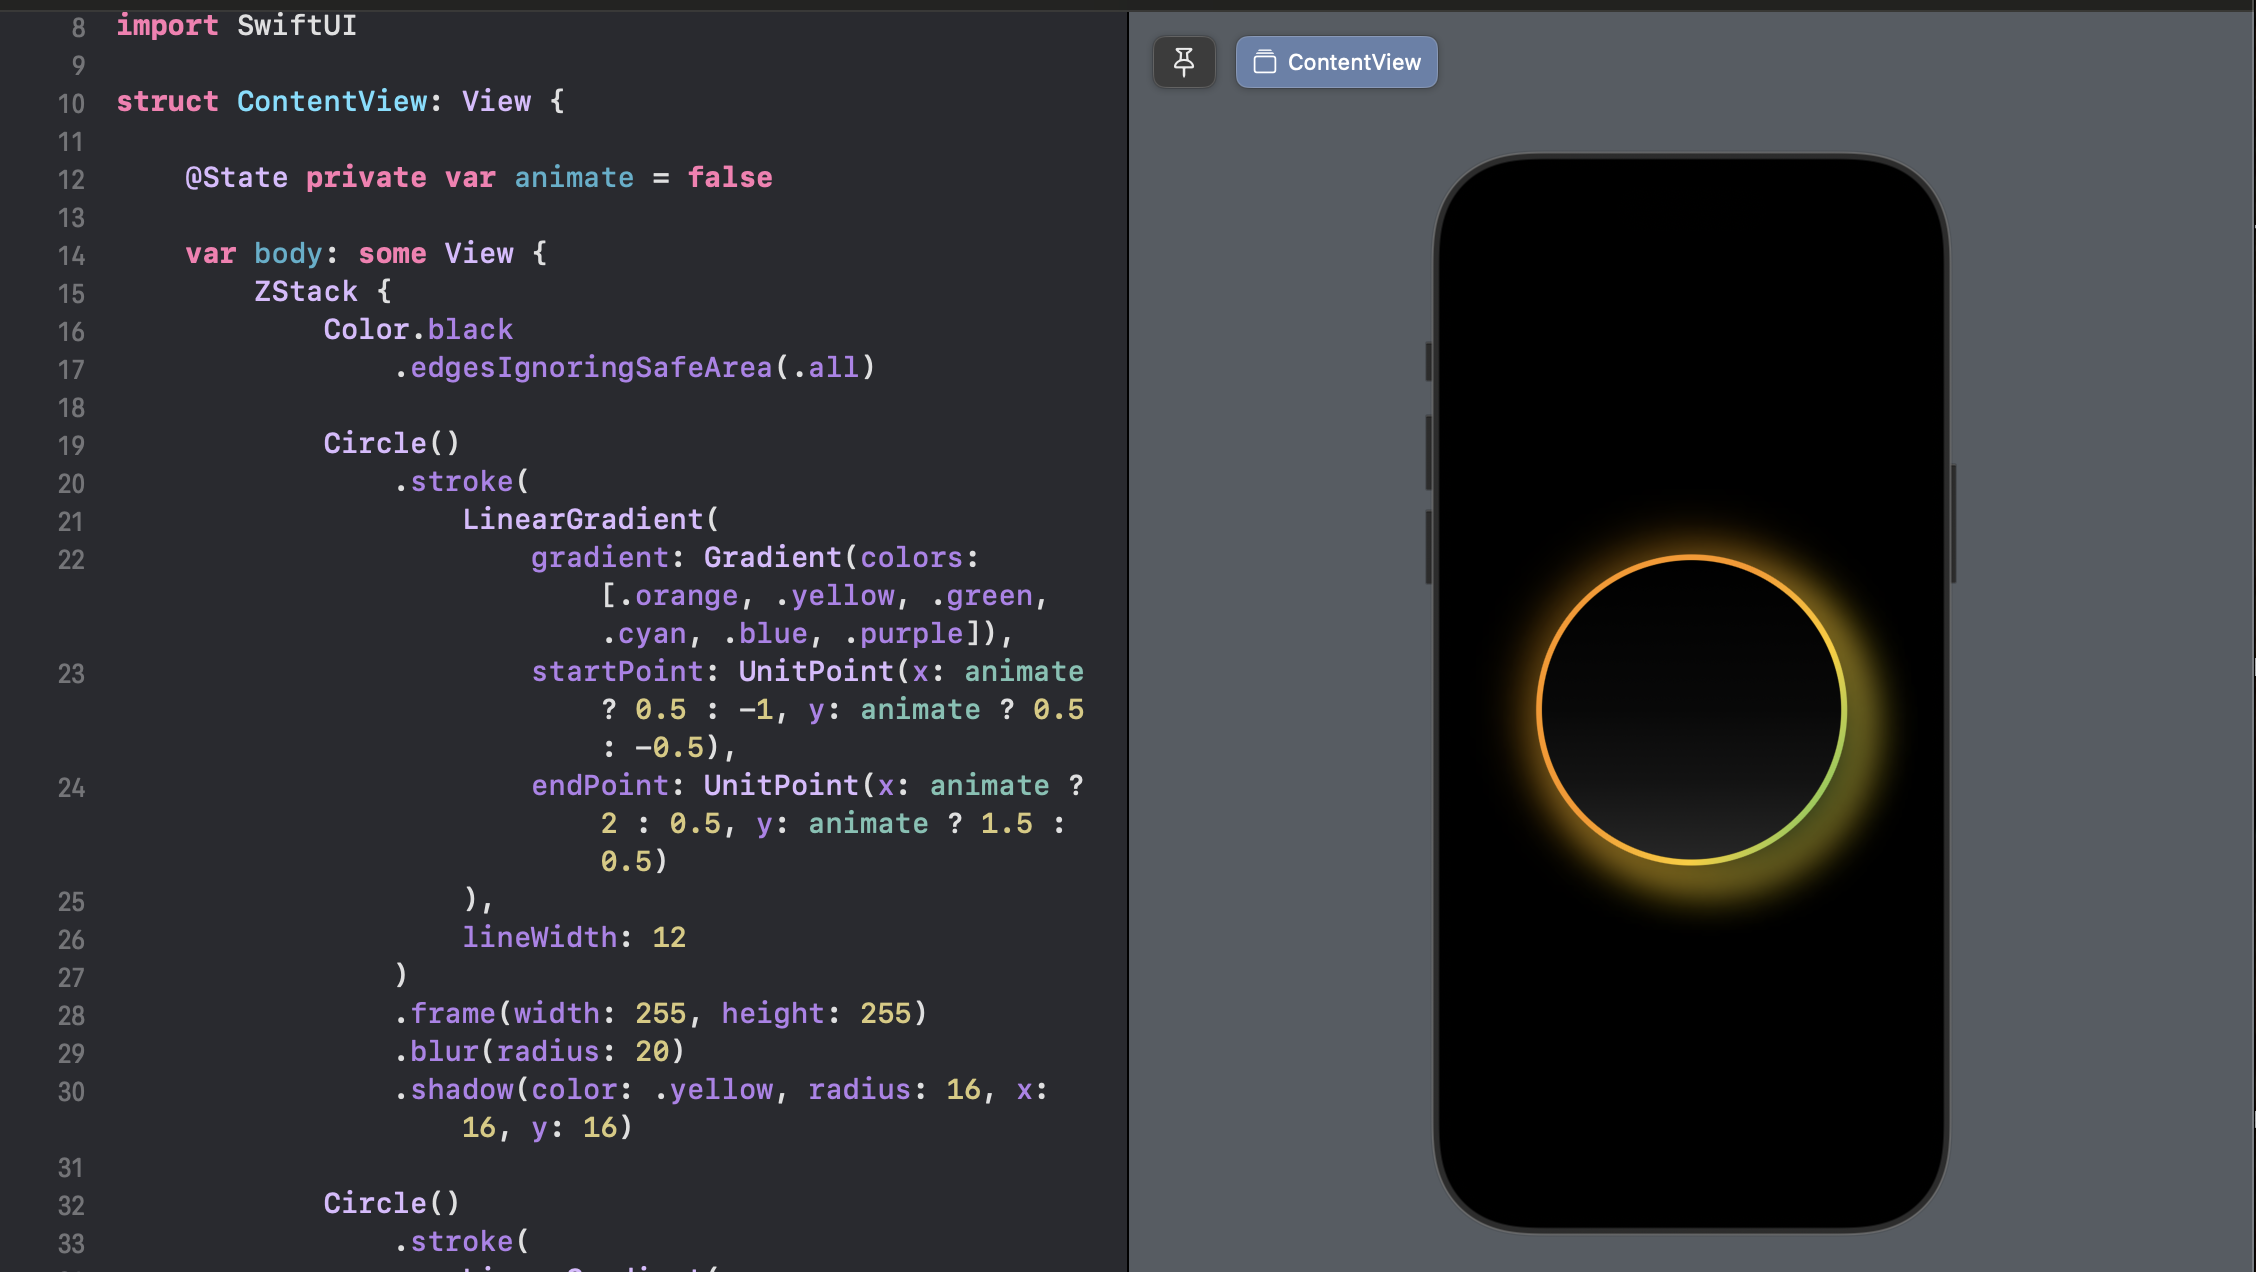 8 import SwiftUI
9
10 struct ContentView: View {
11
12 @State private var animate = false
13
14 var body: some View {
15 ZStack {
16 Color.black
17 .edgesIgnoringSafeArea(.all)
18
19 Circle()
20 .stroke(
21 LinearGradient(
22 gradient: Gradient(colors:
[.orange, .yellow, .green,
.cyan, .blue, .purple]),
23 startPoint: UnitPoint(x: animate
? 0.5 : -1, y: animate ? 0.5
: -0.5),
24 endPoint: UnitPoint(x: animate ?
2 : 0.5, y: animate ? 1.5 :
0.5)
25 ),
26 lineWidth: 12
27 )
28 .frame(width: 255, height: 255)
29 .blur(radius: 20)
30 .shadow(color: .yellow, radius: 16, x:
16, y: 16)
31
32 Circle()
33 .stroke(
ContentView